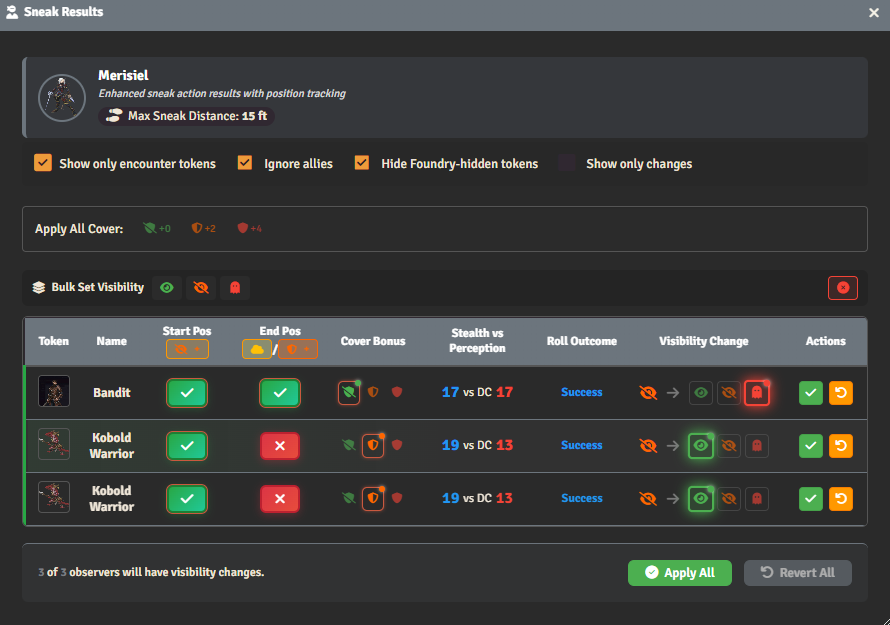 Sneak Results
Merisiel
Enhanced sneak action results with position tracking
Max Sneak Distance: 15 ft
Show only encounter tokens Ignore allies Hide Foundry-hidden tokens Show only changes
Apply All Cover: +0 +2 +4
Bulk Set Visibility
Token Name Start Pos End Pos / Cover Bonus Stealth vs Perception Roll Outcome Visibility Change Actions
Bandit 17 vs DC 17 Success
Kobold Warrior 19 vs DC 13 Success
Kobold Warrior 19 vs DC 13 Success
3 of 3 observers will have visibility changes.
Apply All Revert All